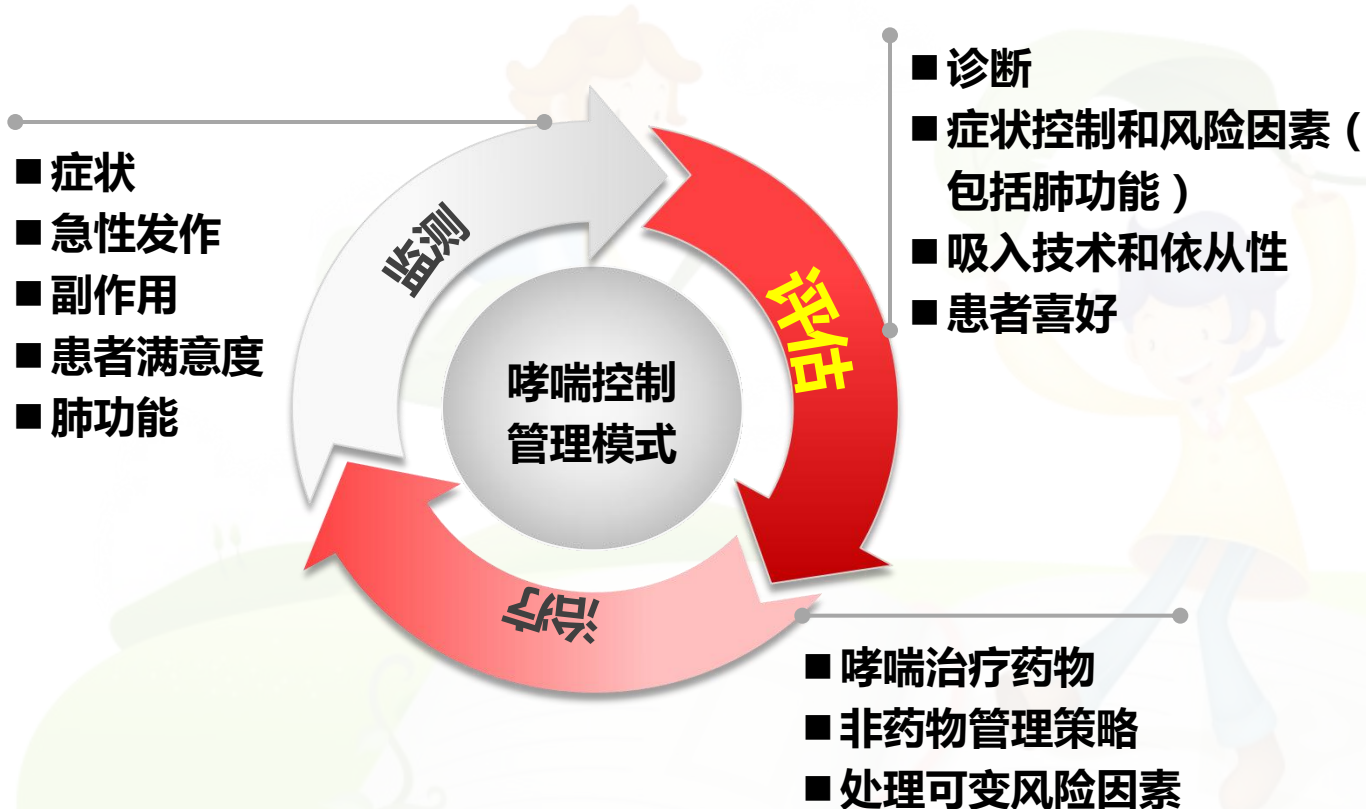 监测
■症状
■急性发作
■副作用
■患者满意度
■肺功能
哮喘控制
管理模式
评估
■诊断
■症状控制和风险因素（
包括肺功能）
■吸入技术和依从性
■患者喜好
治疗
■哮喘治疗药物
■非药物管理策略
■处理可变风险因素